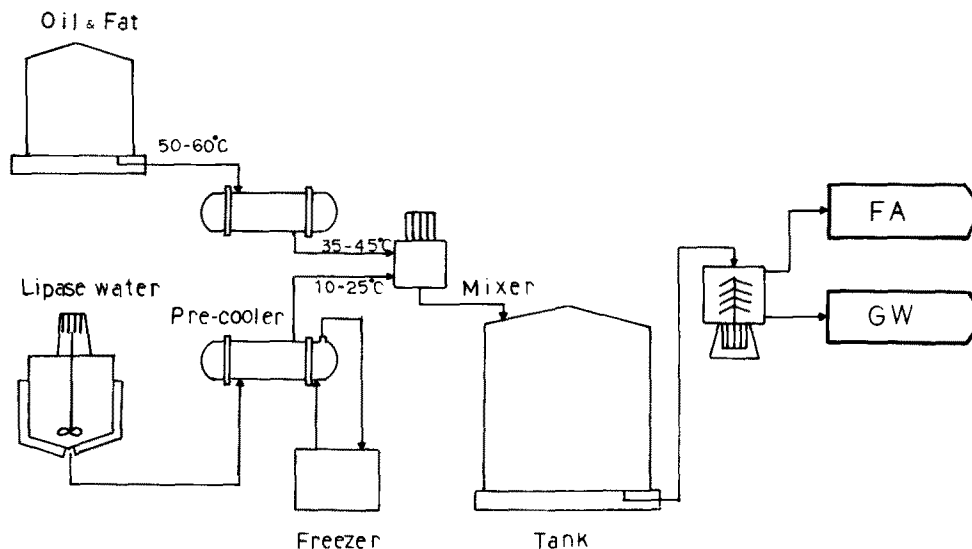 Oil & Fat
50-60°C
35-45°C
10-25°C
Mixer
Lipase water
Pre-cooler
FA
GW
Freezer
Tank